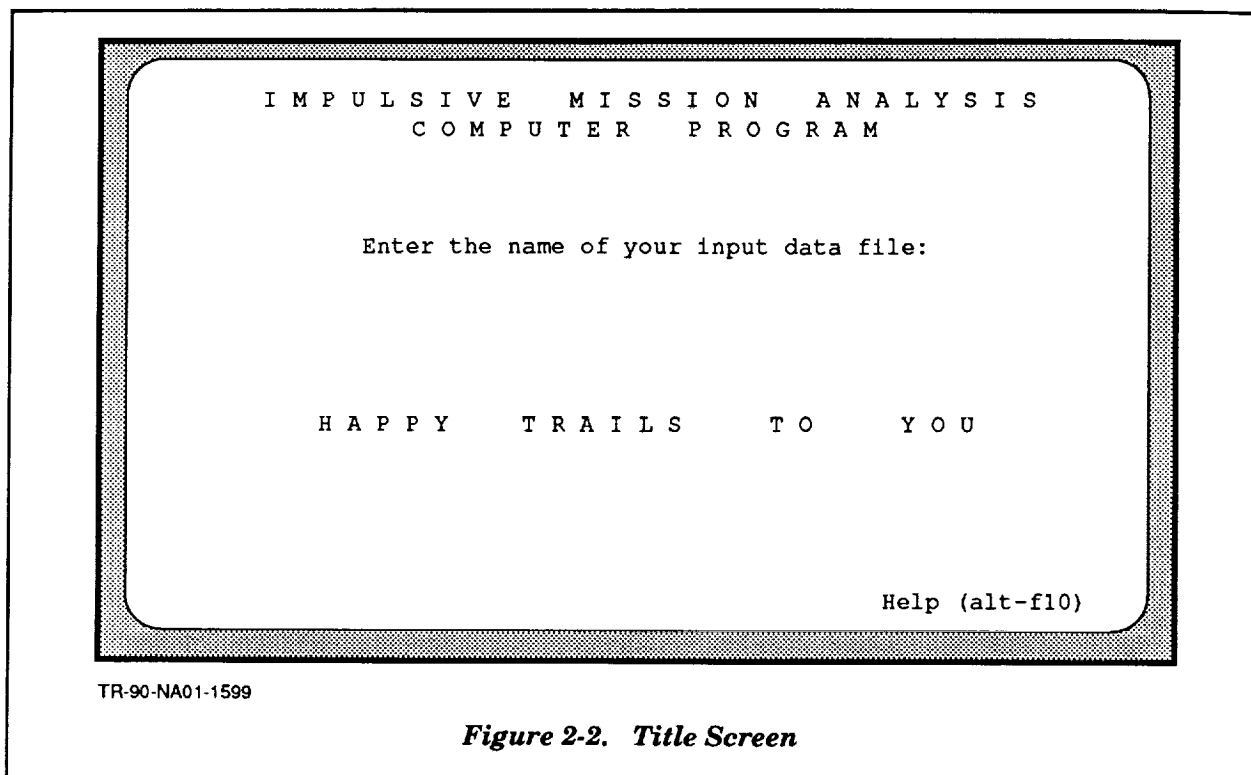 I M P U L S I V E   M I S S I O N   A N A L Y S I S
C O M P U T E R   P R O G R A M
Enter the name of your input data file:
H A P P Y   T R A I L S   T O   Y O U
Help (alt-f10)
TR-90-NA01-1599
Figure 2-2. Title Screen